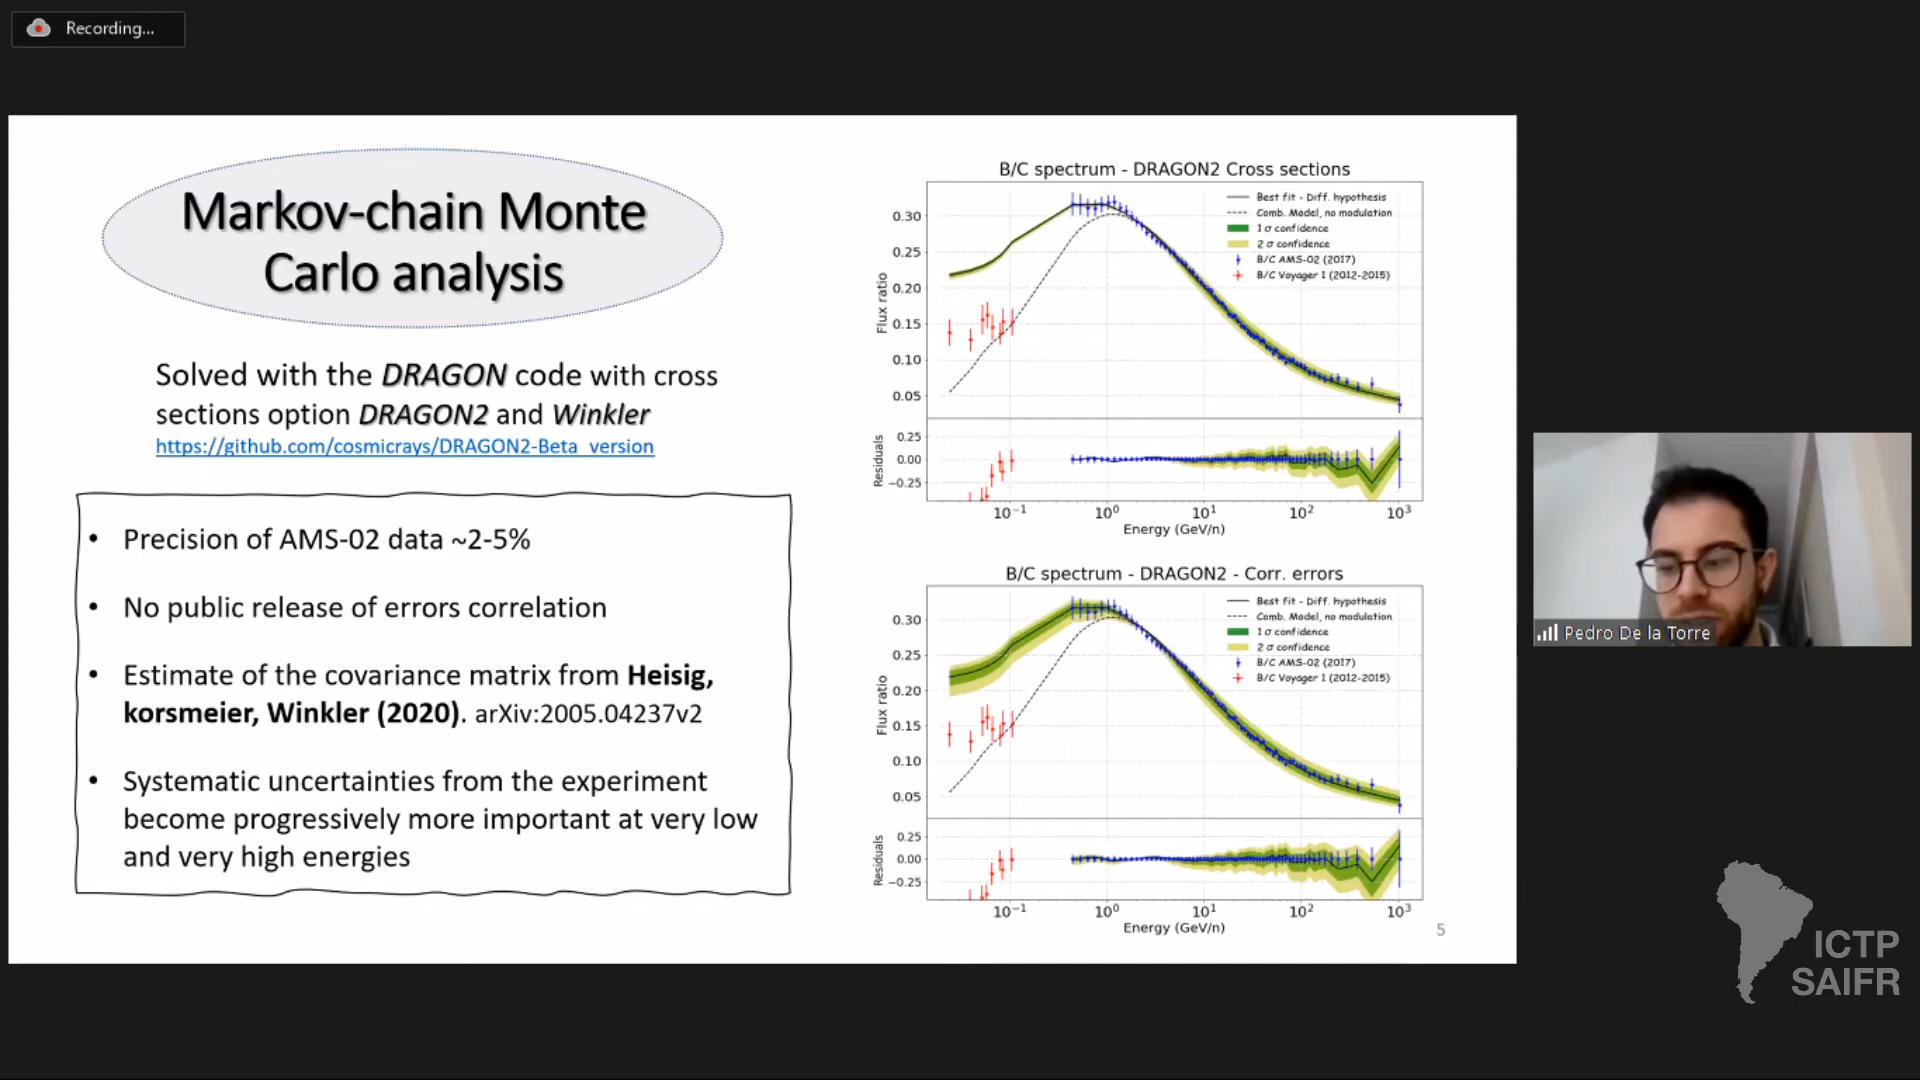 Recording...
Markov-chain Monte
Carlo analysis
Solved with the DRAGON code with cross
sections option DRAGON2 and Winkler
https://github.com/cosmicrays/DRAGON2-Beta_version
• Precision of AMS-02 data ~2-5%
• No public release of errors correlation
• Estimate of the covariance matrix from Heisig,
korsmeier, Winkler (2020). arXiv:2005.04237v2
• Systematic uncertainties from the experiment
become progressively more important at very low
and very high energies
B/C spectrum - DRAGON2 Cross sections
Best fit - Diff. hypothesis
Comb. Model, no modulation
1 σ confidence
2 σ confidence
B/C AMS-02 (2017)
B/C Voyager 1 (2012-2015)
Flux ratio
0.30
0.25
0.20
0.15
0.10
0.05
Residuals
0.25
0.00
−0.25
10⁻¹ 10⁰ 10¹ 10² 10³
Energy (GeV/n)
B/C spectrum - DRAGON2 - Corr. errors
Best fit - Diff. hypothesis
Comb. Model, no modulation
1 σ confidence
2 σ confidence
B/C AMS-02 (2017)
B/C Voyager 1 (2012-2015)
Flux ratio
0.30
0.25
0.20
0.15
0.10
0.05
Residuals
0.25
0.00
−0.25
10⁻¹ 10⁰ 10¹ 10² 10³
Energy (GeV/n)
5
Pedro De la Torre
ICTP
SAIFR